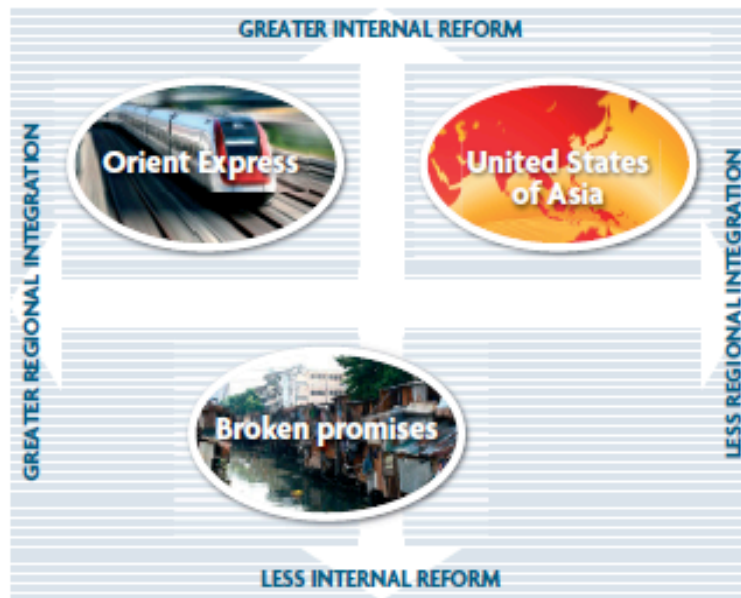 GREATER INTERNAL REFORM
Orient Express
United States
of Asia
GREATER REGIONAL INTEGRATION
LESS REGIONAL INTEGRATION
Broken promises
LESS INTERNAL REFORM